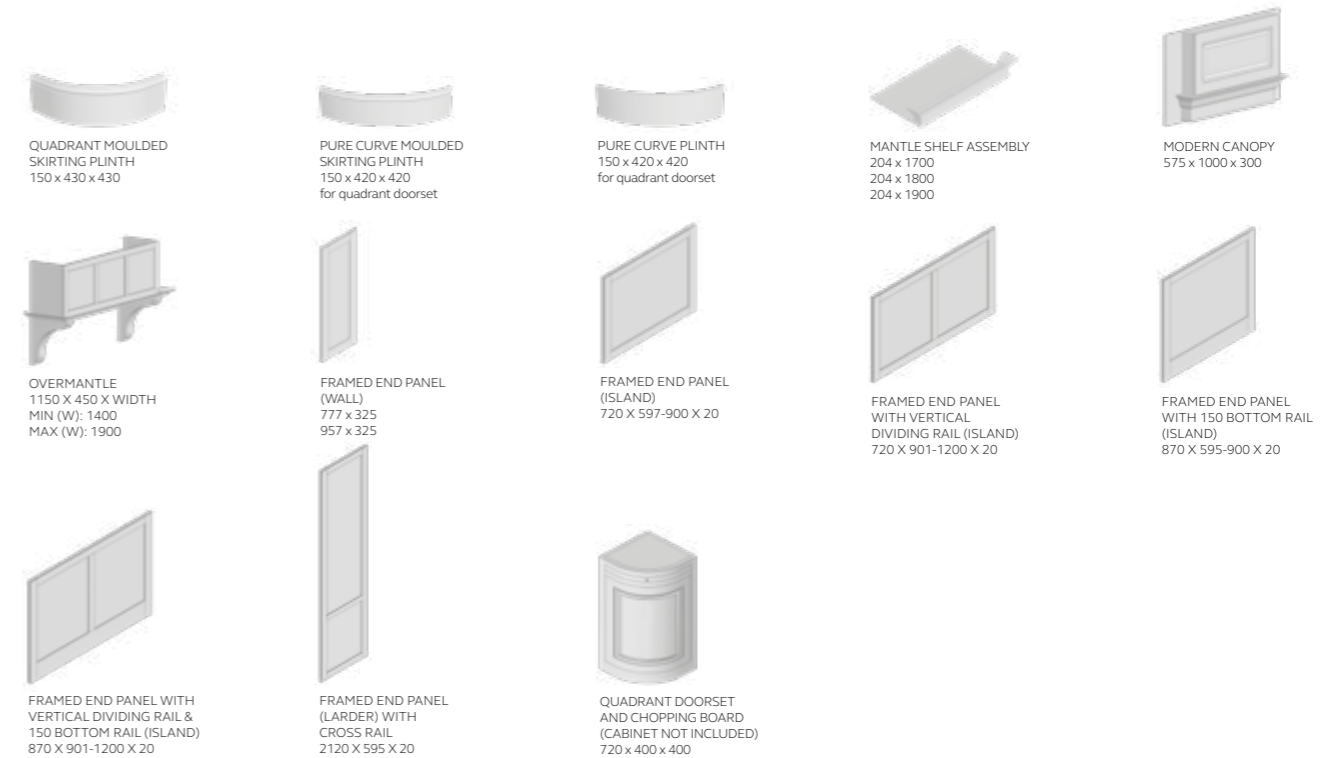 QUADRANT MOULDED
SKIRTING PLINTH
150 x 430 x 430
PURE CURVE MOULDED
SKIRTING PLINTH
150 x 420 x 420
for quadrant doorset
PURE CURVE PLINTH
150 x 420 x 420
for quadrant doorset
MANTLE SHELF ASSEMBLY
204 x 1700
204 x 1800
204 x 1900
MODERN CANOPY
575 x 1000 x 300
OVERMANTLE
1150 X 450 X WIDTH
MIN (W): 1400
MAX (W): 1900
FRAMED END PANEL
(WALL)
777 x 325
957 x 325
FRAMED END PANEL
(ISLAND)
720 X 597-900 X 20
FRAMED END PANEL
WITH VERTICAL
DIVIDING RAIL (ISLAND)
720 X 901-1200 X 20
FRAMED END PANEL
WITH 150 BOTTOM RAIL
(ISLAND)
870 X 595-900 X 20
FRAMED END PANEL WITH
VERTICAL DIVIDING RAIL &
150 BOTTOM RAIL (ISLAND)
870 X 901-1200 X 20
FRAMED END PANEL
(LARDER) WITH
CROSS RAIL
2120 X 595 X 20
QUADRANT DOORSET
AND CHOPPING BOARD
(CABINET NOT INCLUDED)
720 x 400 x 400